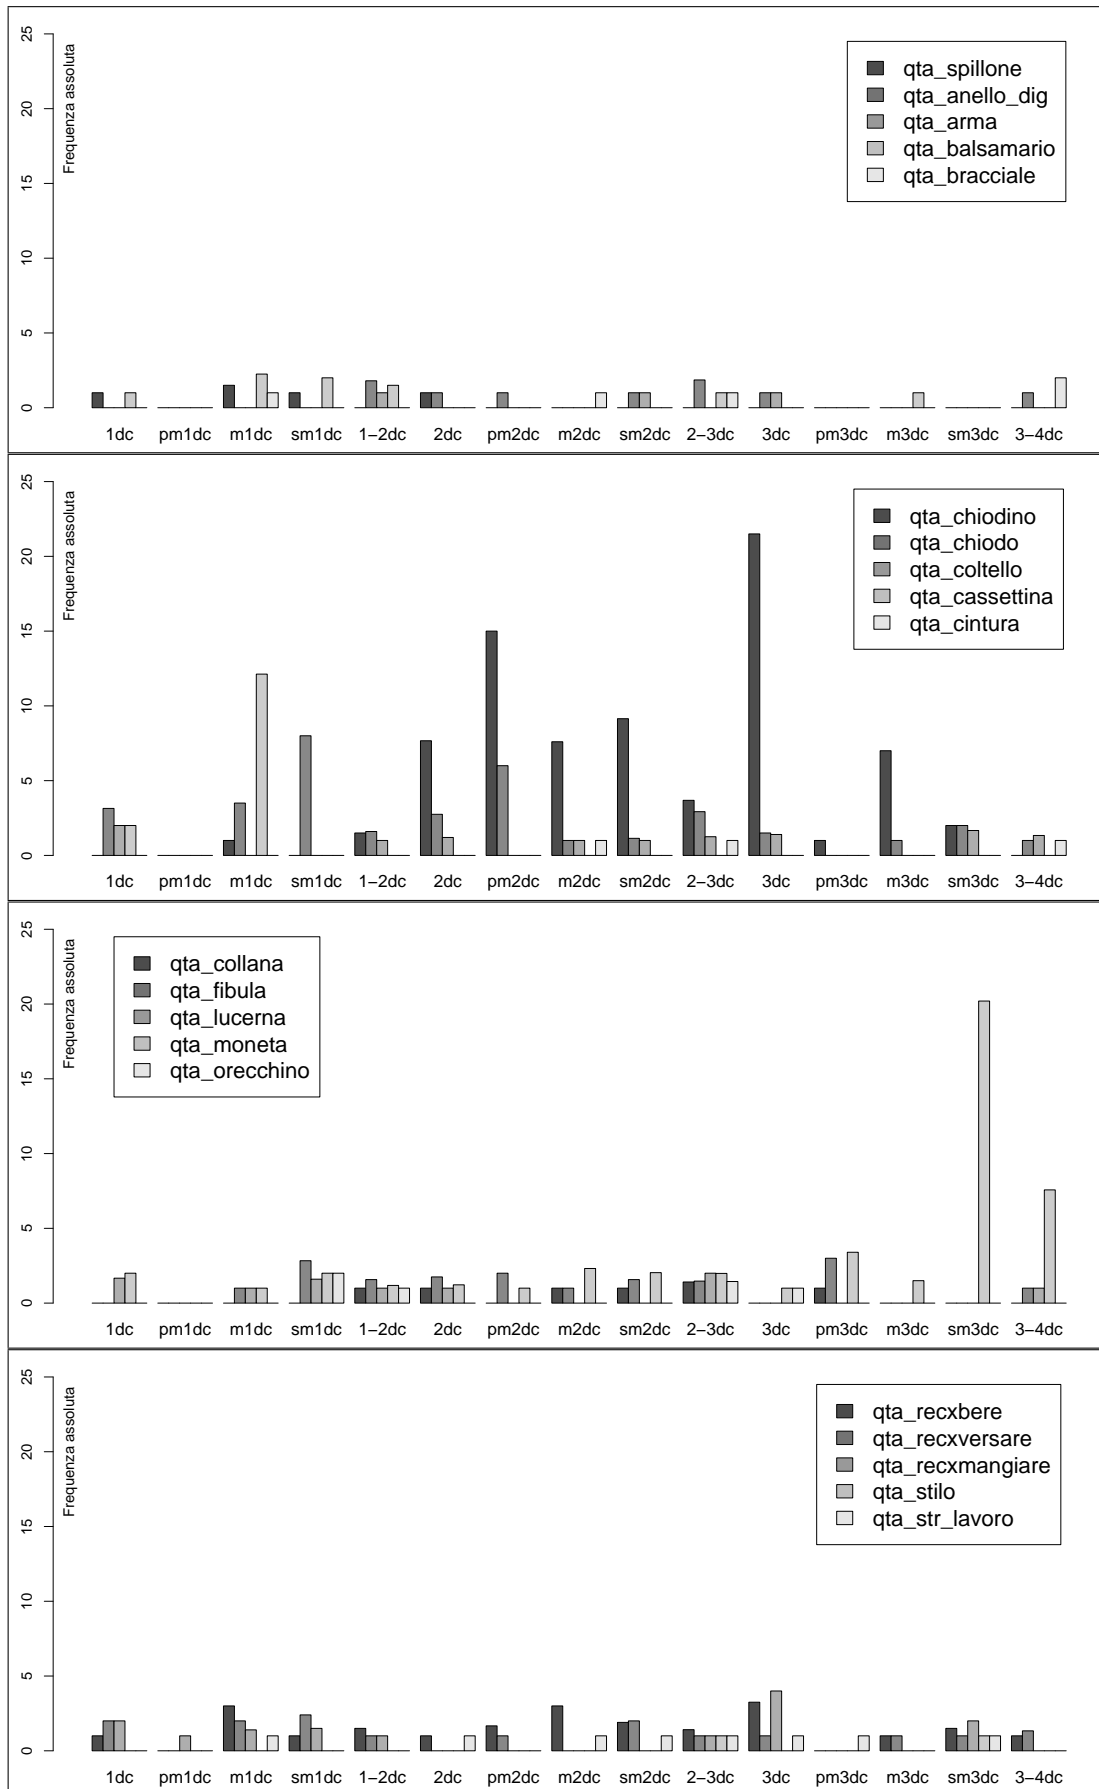 25
20
15
10
5
0
Frequenza assoluta
qta_spillone
qta_anello_dig
qta_arma
qta_balsamario
qta_bracciale
1dc pm1dc m1dc sm1dc 1–2dc 2dc pm2dc m2dc sm2dc 2–3dc 3dc pm3dc m3dc sm3dc 3–4dc
25
20
15
10
5
0
Frequenza assoluta
qta_chiodino
qta_chiodo
qta_coltello
qta_cassettina
qta_cintura
1dc pm1dc m1dc sm1dc 1–2dc 2dc pm2dc m2dc sm2dc 2–3dc 3dc pm3dc m3dc sm3dc 3–4dc
25
20
15
10
5
0
Frequenza assoluta
qta_collana
qta_fibula
qta_lucerna
qta_moneta
qta_orecchino
1dc pm1dc m1dc sm1dc 1–2dc 2dc pm2dc m2dc sm2dc 2–3dc 3dc pm3dc m3dc sm3dc 3–4dc
25
20
15
10
5
0
Frequenza assoluta
qta_recxbere
qta_recxversare
qta_recxmangiare
qta_stilo
qta_str_lavoro
1dc pm1dc m1dc sm1dc 1–2dc 2dc pm2dc m2dc sm2dc 2–3dc 3dc pm3dc m3dc sm3dc 3–4dc